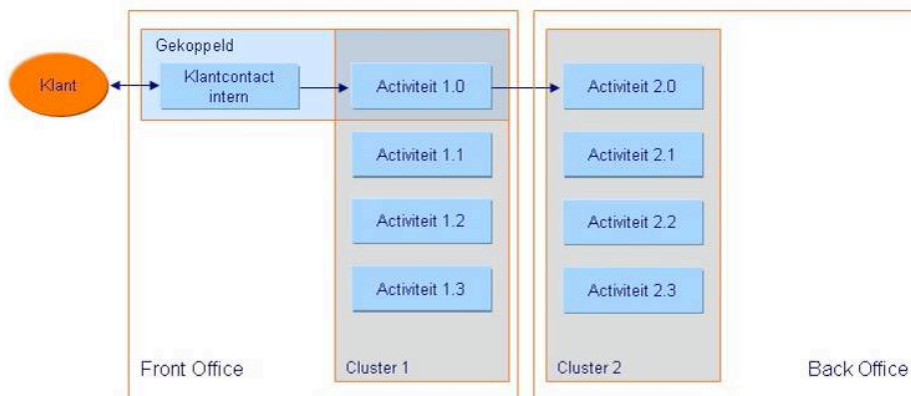 Gekoppeld
Klant
Klantcontact
intern
Activiteit 1.0
Activiteit 2.0
Activiteit 1.1
Activiteit 2.1
Activiteit 1.2
Activiteit 2.2
Activiteit 1.3
Activiteit 2.3
Front Office
Cluster 1
Cluster 2
Back Office